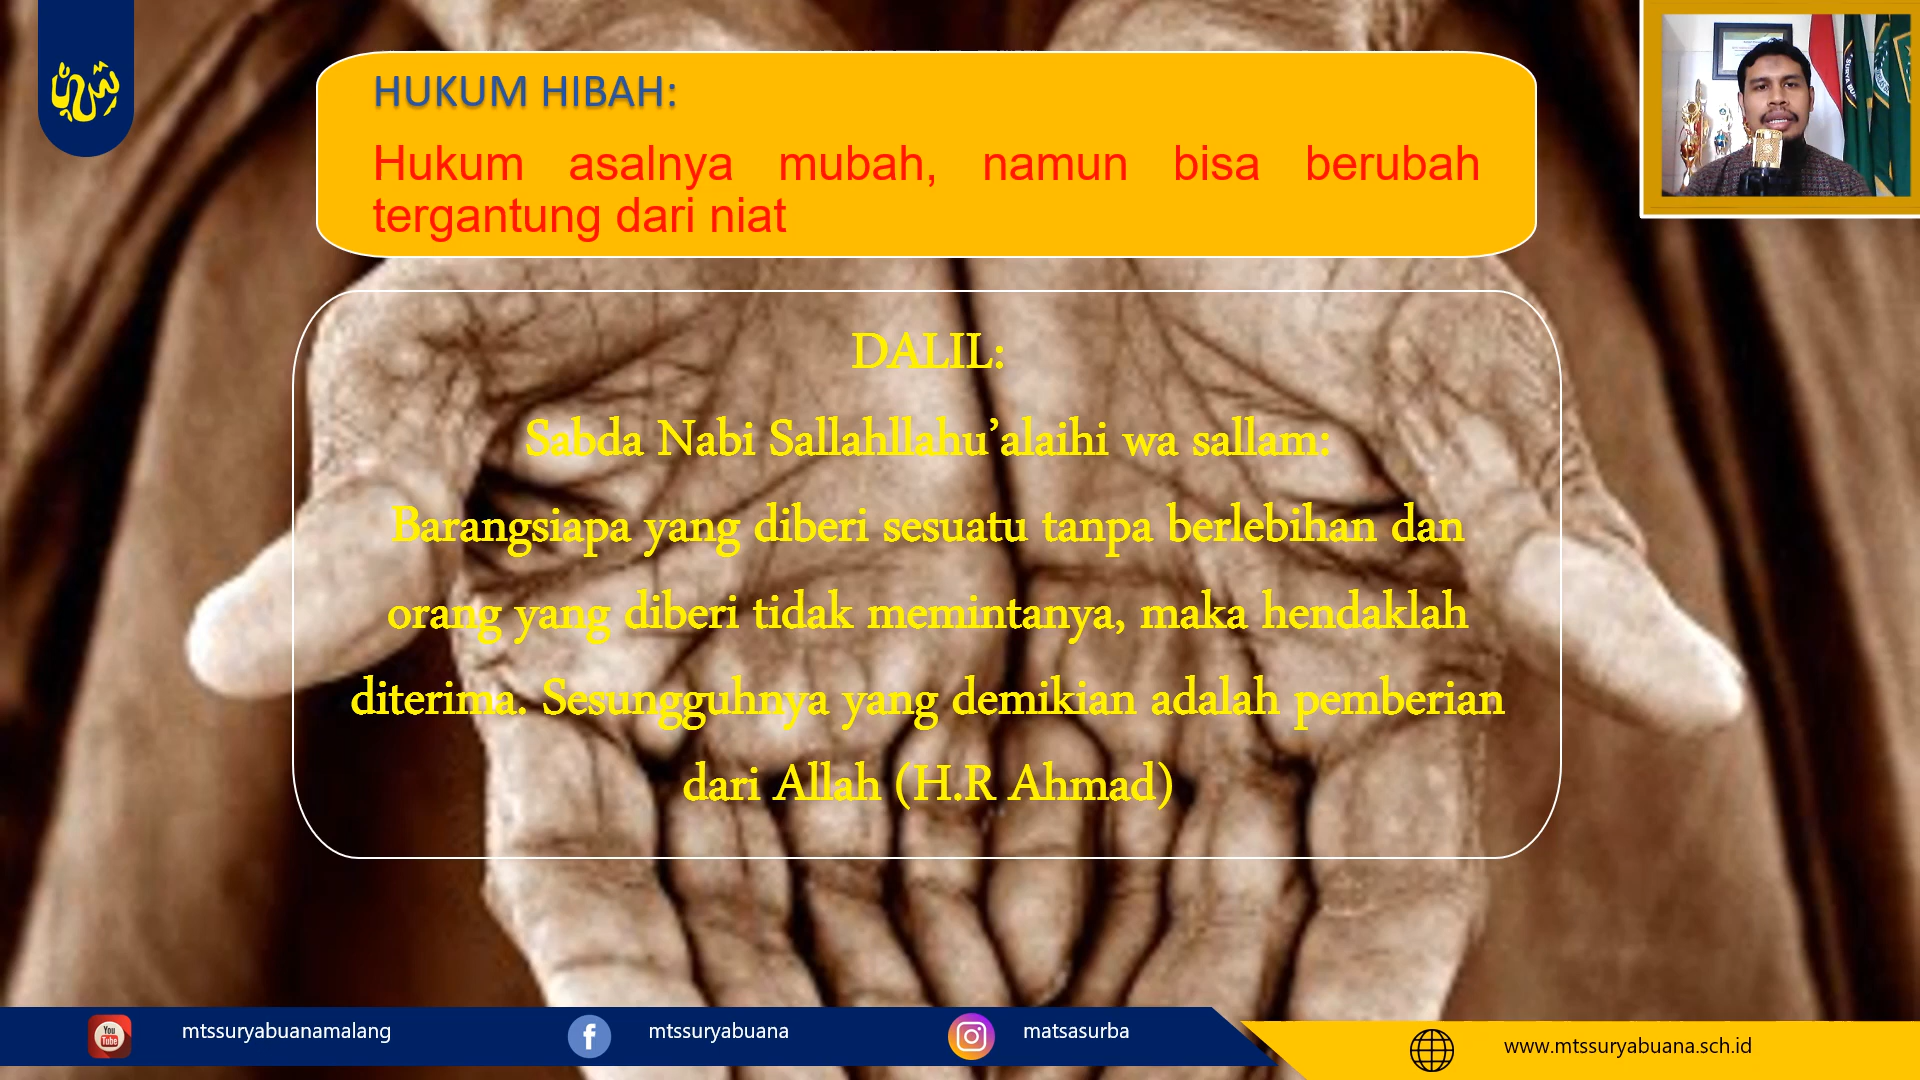 HUKUM HIBAH:
Hukum asalnya mubah, namun bisa berubah
tergantung dari niat
DALIL:
Sabda Nabi Sallahllahu’alaihi wa sallam:
Barangsiapa yang diberi sesuatu tanpa berlebihan dan
orang yang diberi tidak memintanya, maka hendaklah
diterima. Sesungguhnya yang demikian adalah pemberian
dari Allah (H.R Ahmad)
You
Tube
mtssuryabuanamalang
mtssuryabuana
matsasurba
www.mtssuryabuana.sch.id